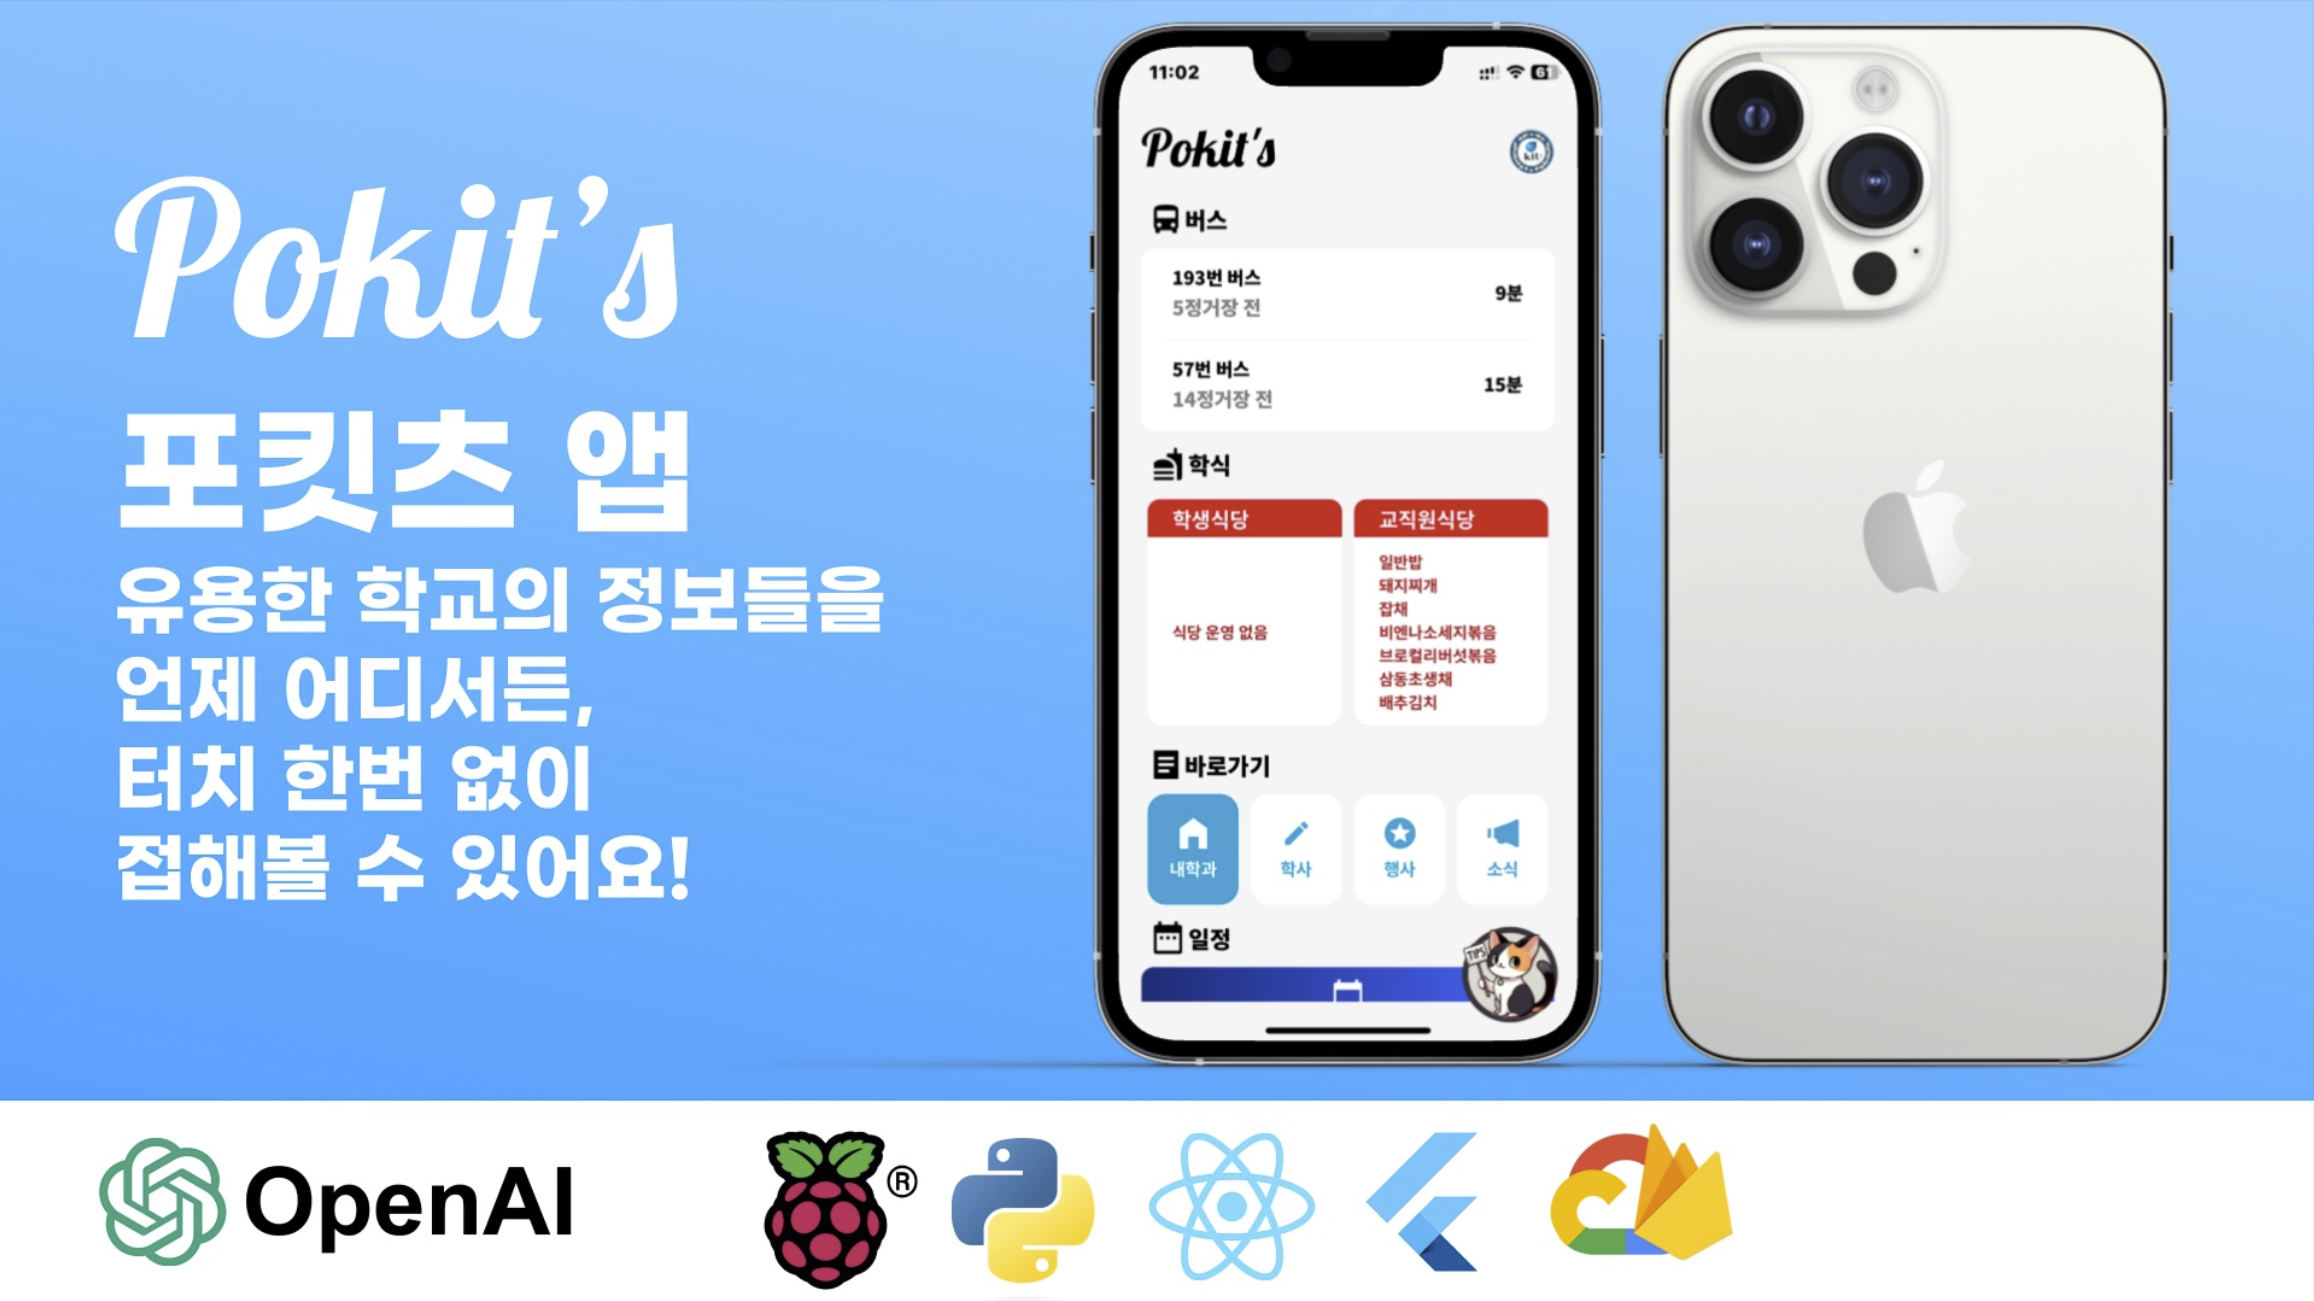 Pokit's
포킷츠 앱
유용한 학교의 정보들을
언제 어디서든,
터치 한번 없이
접해볼 수 있어요!
11:02
61
Pokit's
kit
버스
193번 버스
9분
5정거장 전
57번 버스
15분
14정거장 전
학식
학생식당
식당 운영 없음
교직원식당
일반밥
돼지찌개
잡채
비엔나소세지볶음
브로컬리버섯볶음
삼동초생채
배추김치
바로가기
내학과
학사
행사
소식
일정
TIPS
OpenAI
®